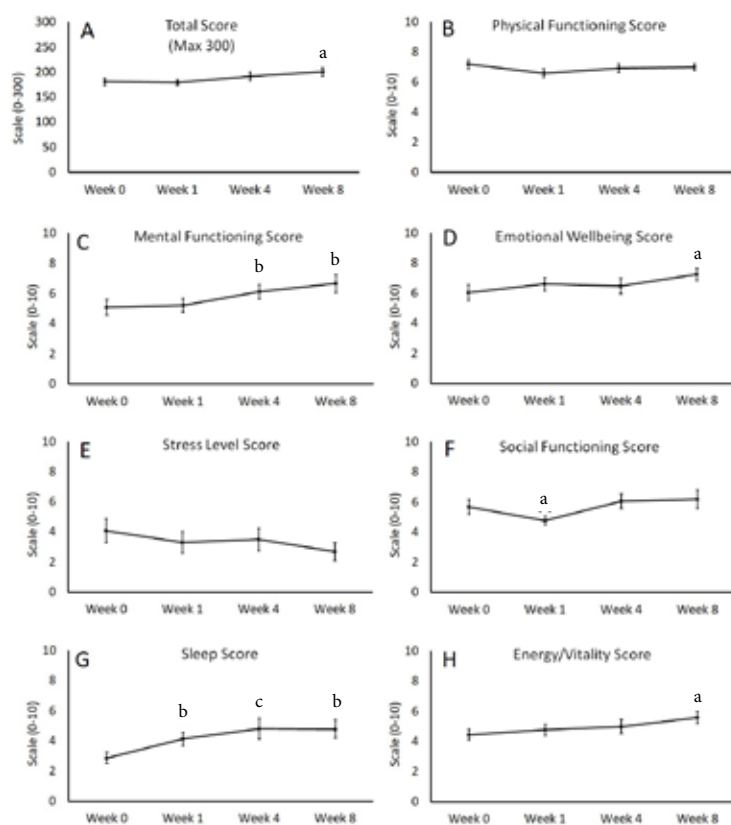 A
Total Score
(Max 300)
a
Scale (0-300)
300
250
200
150
100
50
0
Week 0 Week 1 Week 4 Week 8
B
Physical Functioning Score
Scale (0-10)
10
8
6
4
2
0
Week 0 Week 1 Week 4 Week 8
C
Mental Functioning Score
b b
Scale (0-10)
10
8
6
4
2
0
Week 0 Week 1 Week 4 Week 8
D
Emotional Wellbeing Score
a
Scale (0-10)
10
8
6
4
2
0
Week 0 Week 1 Week 4 Week 8
E
Stress Level Score
Scale (0-10)
10
8
6
4
2
0
Week 0 Week 1 Week 4 Week 8
F
Social Functioning Score
a
Scale (0-10)
10
8
6
4
2
0
Week 0 Week 1 Week 4 Week 8
G
Sleep Score
b c b
Scale (0-10)
10
8
6
4
2
0
Week 0 Week 1 Week 4 Week 8
H
Energy/Vitality Score
a
Scale (0-10)
10
8
6
4
2
0
Week 0 Week 1 Week 4 Week 8